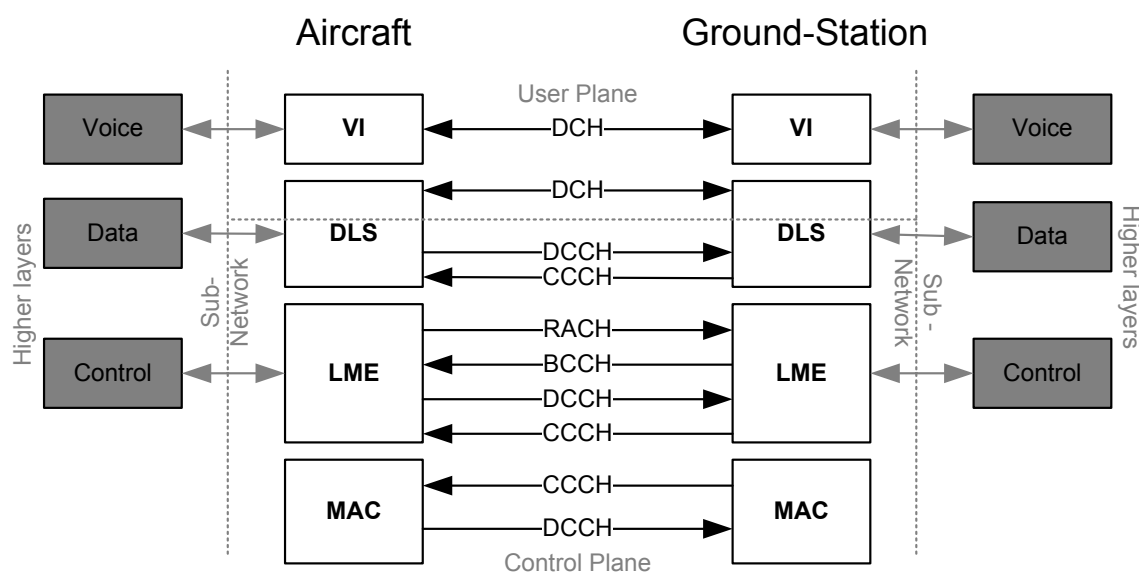 Aircraft
Ground-Station
User Plane
Voice
VI
DCH
VI
Voice
DCH
Data
DLS
DLS
Data
DCCH
CCCH
Higher layers
Sub-
Network
Sub -
Network
Higher layers
RACH
Control
LME
BCCH
LME
Control
DCCH
CCCH
CCCH
MAC
MAC
DCCH
Control Plane